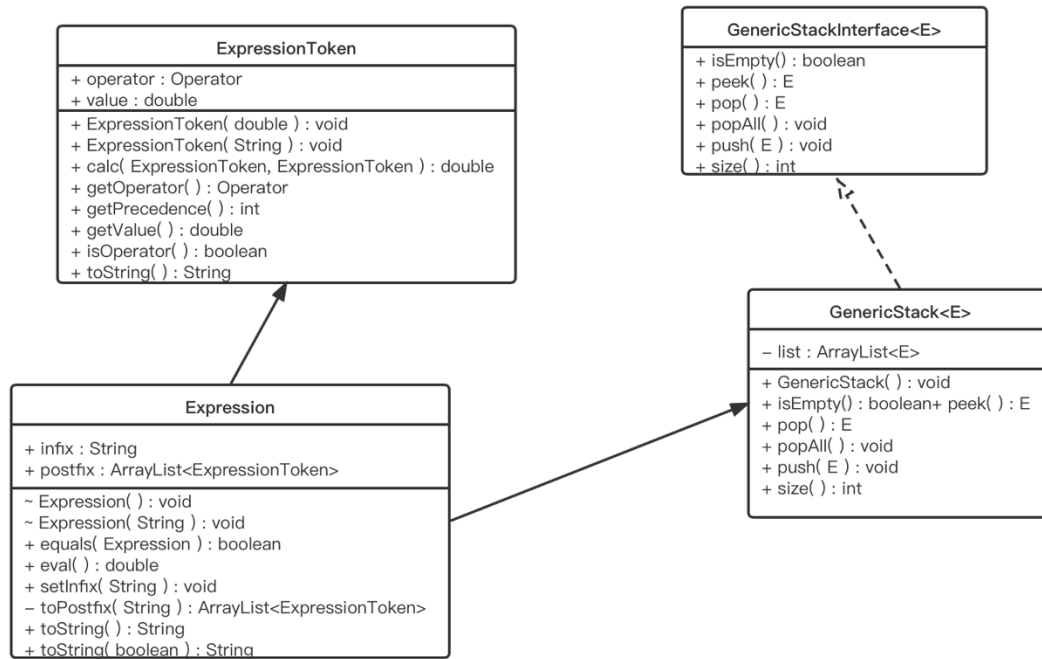 ExpressionToken
+ operator : Operator
+ value : double
+ ExpressionToken( double ) : void
+ ExpressionToken( String ) : void
+ calc( ExpressionToken, ExpressionToken ) : double
+ getOperator( ) : Operator
+ getPrecedence( ) : int
+ getValue( ) : double
+ isOperator( ) : boolean
+ toString( ) : String
GenericStackInterface<E>
+ isEmpty() : boolean
+ peek( ) : E
+ pop( ) : E
+ popAll( ) : void
+ push( E ) : void
+ size( ) : int
Expression
+ infix : String
+ postfix : ArrayList<ExpressionToken>
~ Expression( ) : void
~ Expression( String ) : void
+ equals( Expression ) : boolean
+ eval( ) : double
+ setInfix( String ) : void
– toPostfix( String ) : ArrayList<ExpressionToken>
+ toString( ) : String
+ toString( boolean ) : String
GenericStack<E>
– list : ArrayList<E>
+ GenericStack( ) : void
+ isEmpty() : boolean+ peek( ) : E
+ pop( ) : E
+ popAll( ) : void
+ push( E ) : void
+ size( ) : int